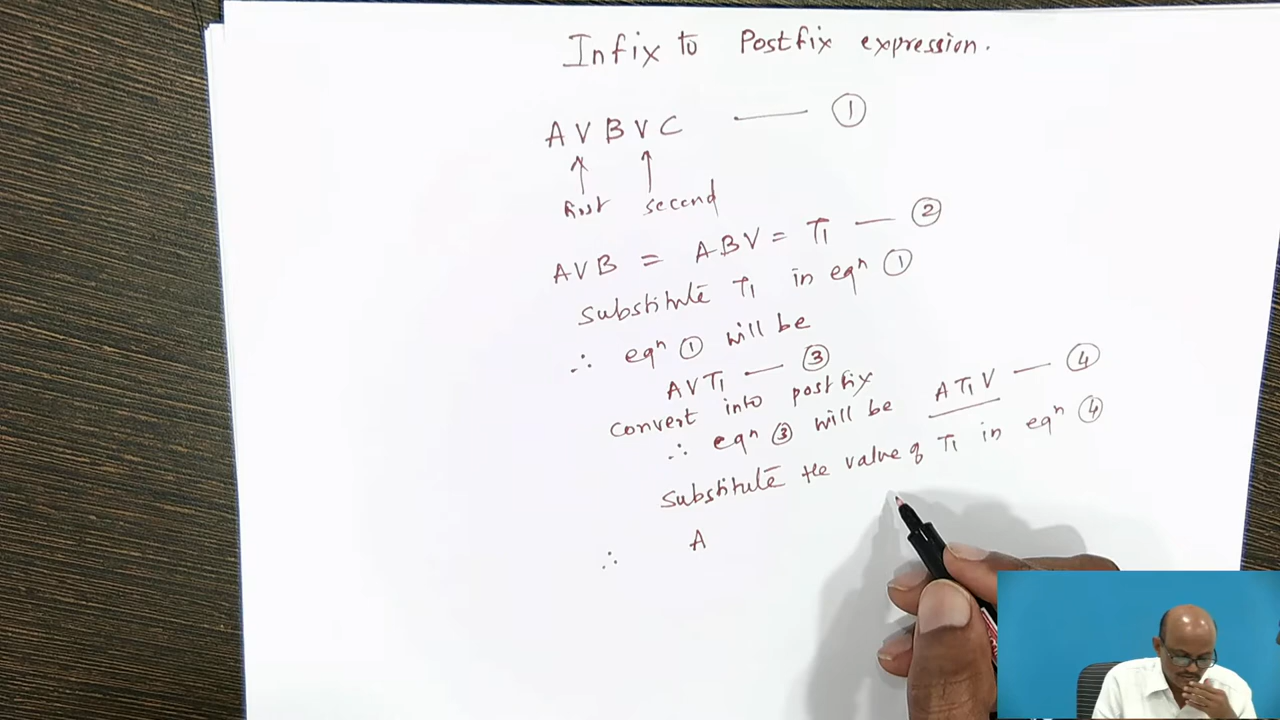 Infix to Postfix expression.
A V B V C —— ①
first second
A V B = A B V = T1 — ②
Substitute T1 in eqn ①
∴ eqn ① will be
A V T1 — ③
convert into postfix
∴ eqn ③ will be A T1 V — ④
Substitute the value of T1 in eqn ④
∴ A